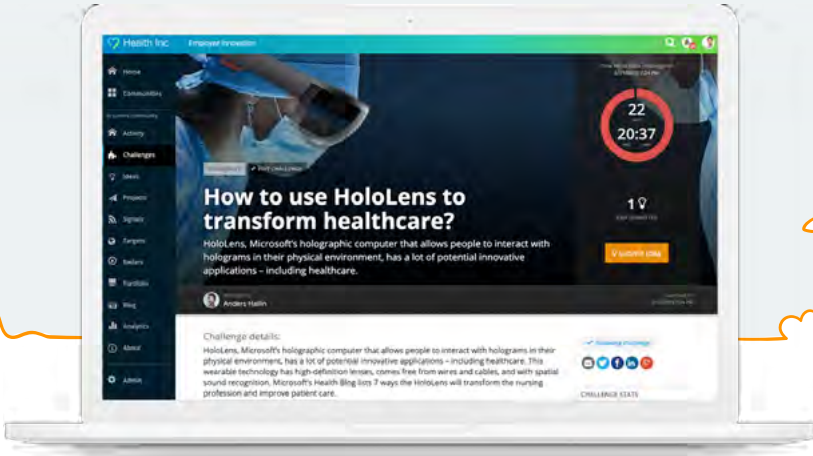 Health Inc
Employee Innovation
Home
Communities
Activity
Challenges
Ideas
Projects
Signals
Targets
Portfolio
Blog
Analytics
About
Admin
22
20:37
1
submit idea
How to use HoloLens to
transform healthcare?
HoloLens, Microsoft's holographic computer that allows people to interact with
holograms in their physical environment, has a lot of potential innovative
applications – including healthcare.
Anders Hallin
Challenge details:
HoloLens, Microsoft's holographic computer that allows people to interact with holograms in their
physical environment, has a lot of potential innovative applications – including healthcare. This
wearable technology has high-definition lenses, comes free from wires and cables, and with spatial
sound recognition. Microsoft's Health Blog lists 7 ways the HoloLens will transform the nursing
profession and improve patient care.
CHALLENGE STATS